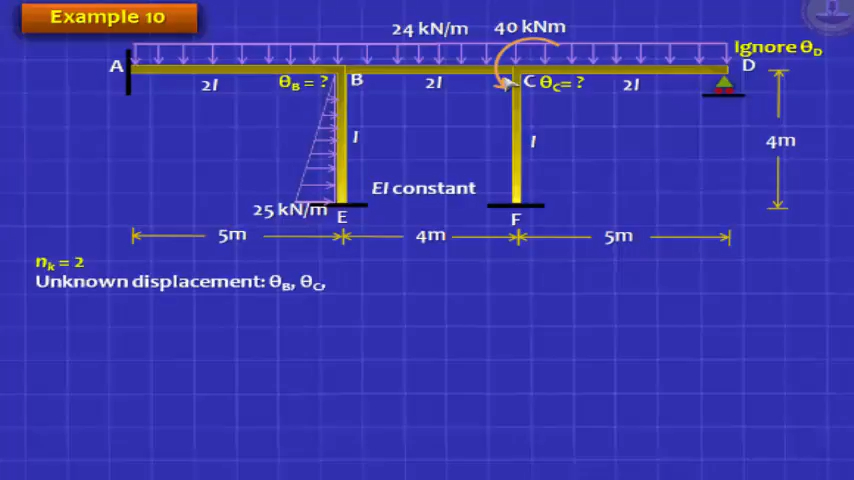 Example 10
24 kN/m
40 kNm
Ignore θD
A
2I
θB = ?
B
2I
C
θC= ?
2I
D
I
I
4m
EI constant
25 kN/m
E
F
5m
4m
5m
nk = 2
Unknown displacement: θB, θC,